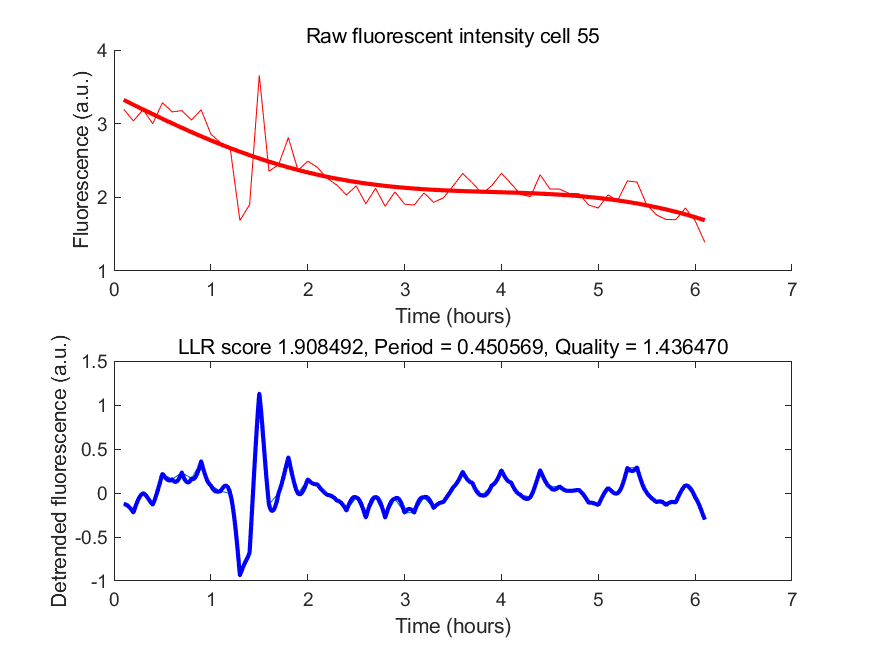 Raw fluorescent intensity cell 55
4
3
2
1
Fluorescence (a.u.)
0 1 2 3 4 5 6 7
Time (hours)
LLR score 1.908492, Period = 0.450569, Quality = 1.436470
1.5
1
0.5
0
-0.5
-1
Detrended fluorescence (a.u.)
0 1 2 3 4 5 6 7
Time (hours)